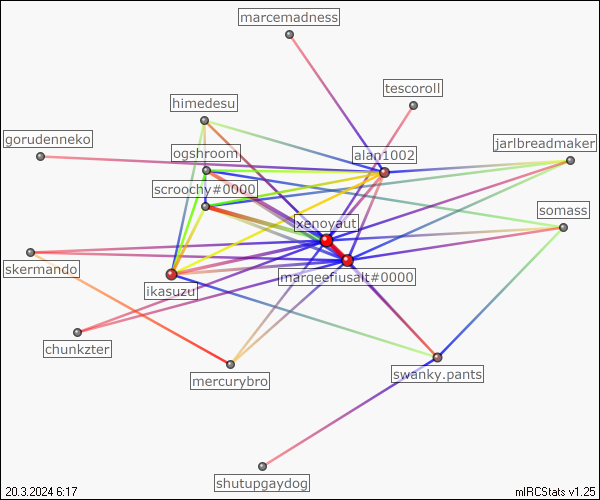 marcemadness
tescoroll
himedesu
gorudenneko
jarlbreadmaker
ogshroom
alan1002
scroochy#0000
somass
xenovaut
skermando
marqeefiusalt#0000
ikasuzu
chunkzter
mercurybro
swanky.pants
shutupgaydog
20.3.2024 6:17
mIRCStats v1.25